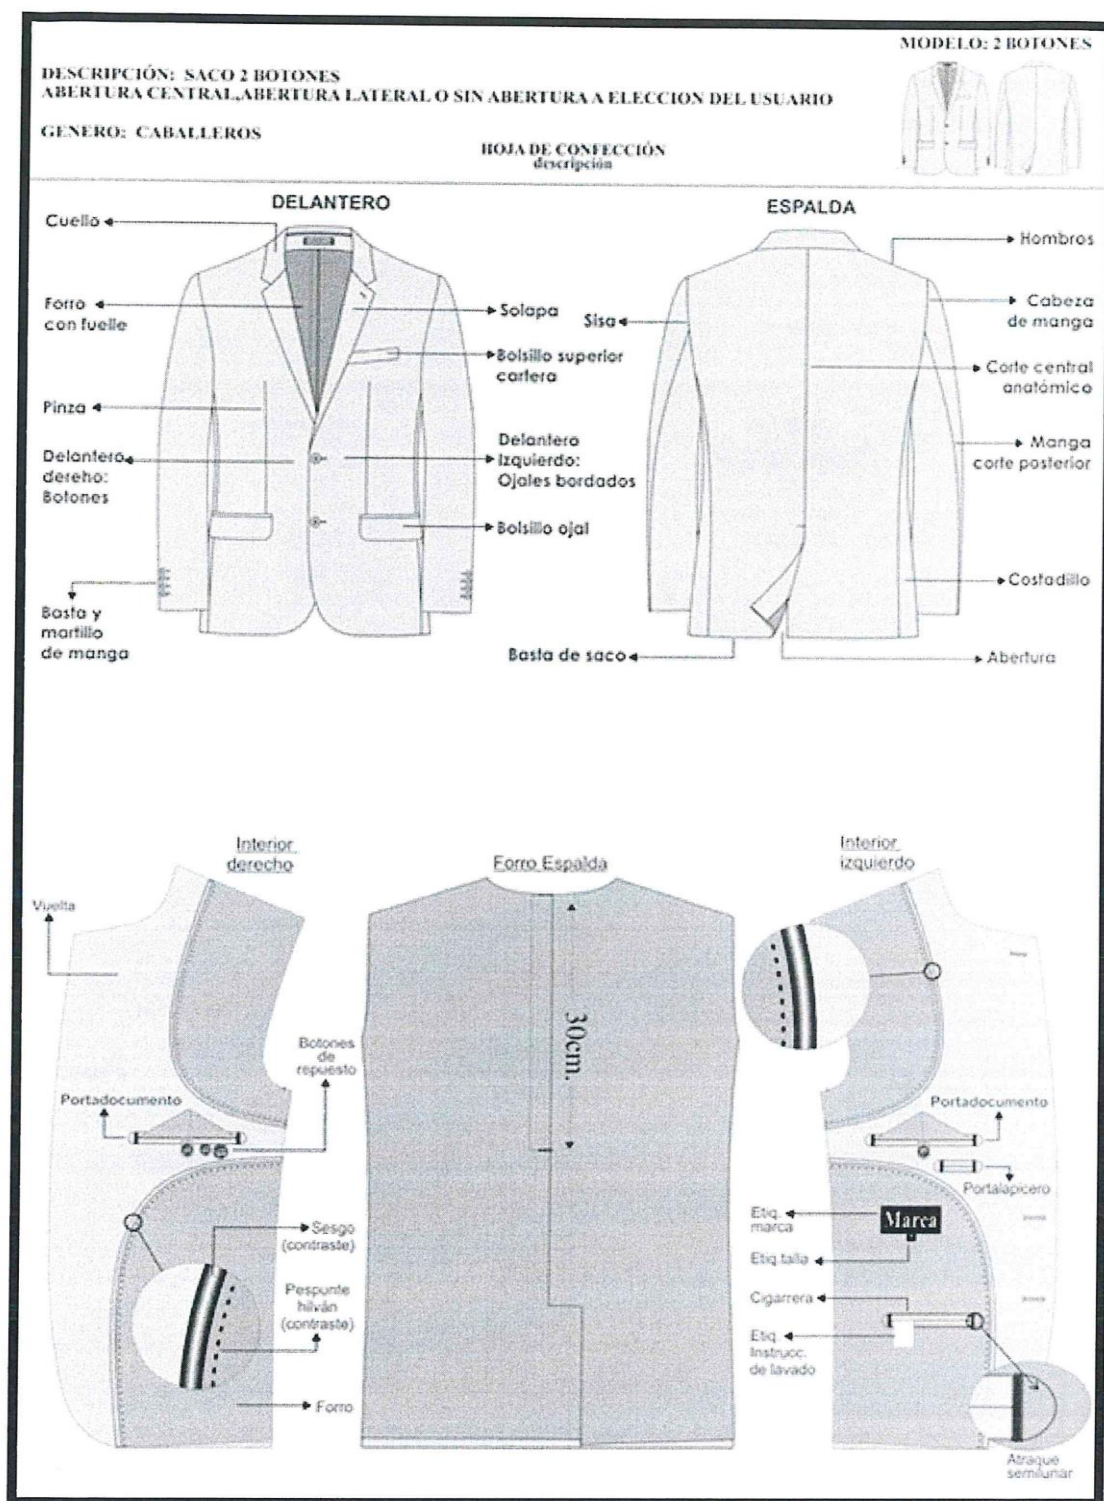 MODELO: 2 BOTONES
DESCRIPCIÓN: SACO 2 BOTONES
ABERTURA CENTRAL,ABERTURA LATERAL O SIN ABERTURA A ELECCION DEL USUARIO
GENERO: CABALLEROS
HOJA DE CONFECCIÓN
descripción
DELANTERO
ESPALDA
Cuello
Forro
con fuelle
Pinza
Delantero
dereho:
Botones
Basta y
martillo
de manga
Solapa
Bolsillo superior
cartera
Delantero
Izquierdo:
Ojales bordados
Bolsillo ojal
Sisa
Basta de saco
Hombros
Cabeza
de manga
Corte central
anatómico
Manga
corte posterior
Costadillo
Abertura
Interior
derecho
Forro Espalda
Interior
izquierdo
Vuelta
30cm.
Botones
de
repuesto
Portadocumento
Sesgo
(contraste)
Pespunte
hilván
(contraste)
Forro
Portadocumento
Portalapicero
Etiq.
marca
Marca
Etiq.talla
Cigarrera
Etiq.
Instrucc.
de lavado
Atraque
semilunar